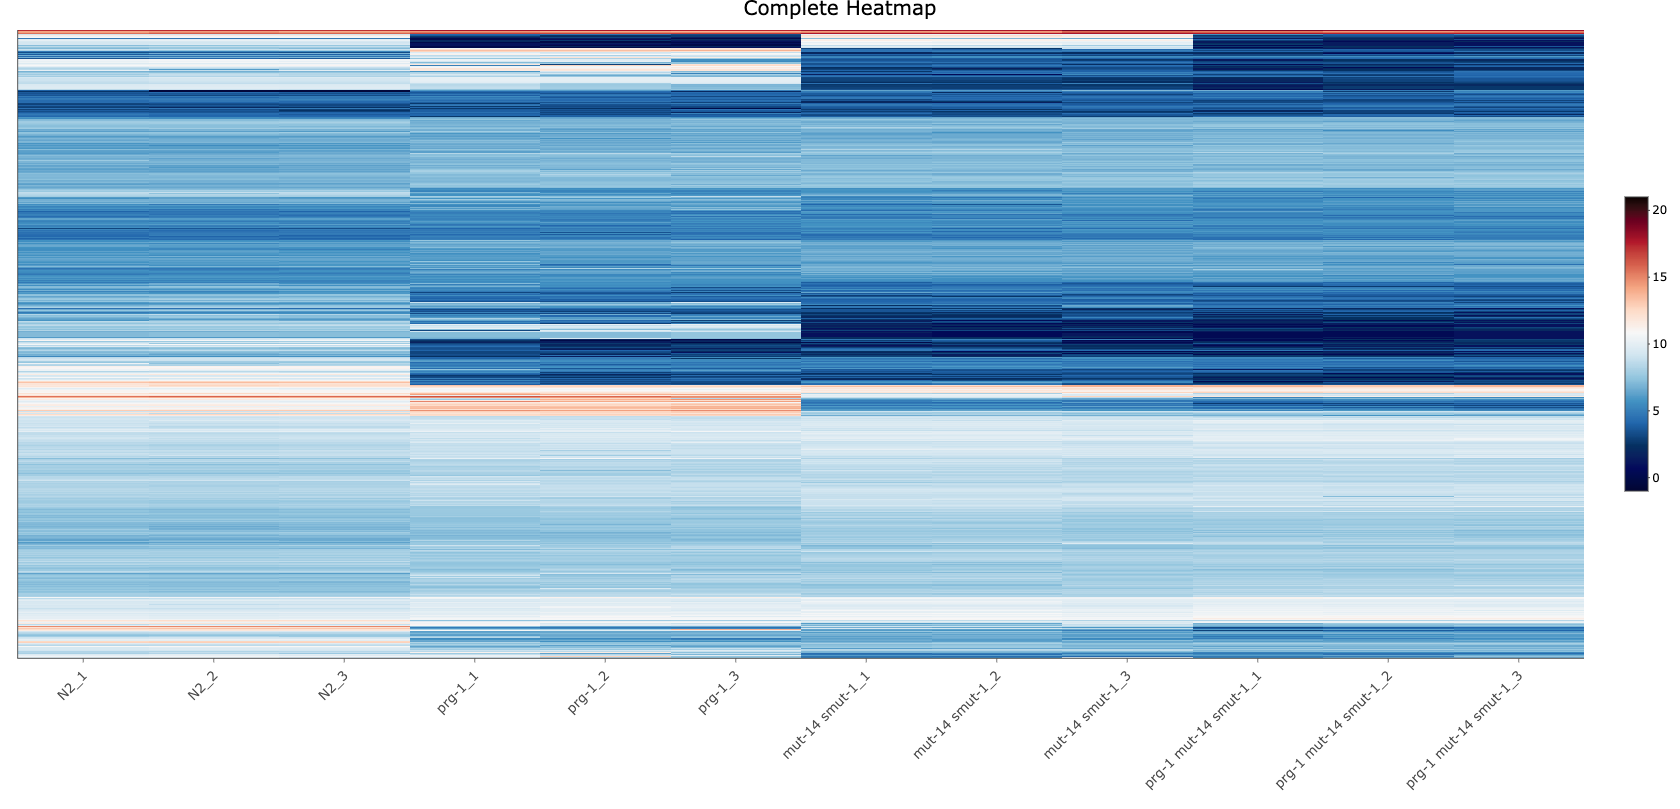 Complete Heatmap
20
15
10
5
0
N2_1
N2_2
N2_3
prg-1_1
prg-1_2
prg-1_3
mut-14 smut-1_1
mut-14 smut-1_2
mut-14 smut-1_3
prg-1 mut-14 smut-1_1
prg-1 mut-14 smut-1_2
prg-1 mut-14 smut-1_3